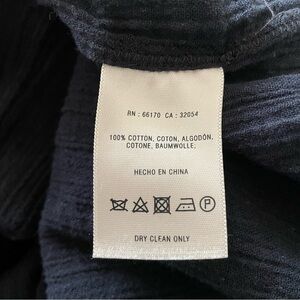 RN : 66170 CA : 32054
100% COTTON, COTON, ALGODÓN,
COTONE, BAUMWOLLE;
HECHO EN CHINA
P
DRY CLEAN ONLY